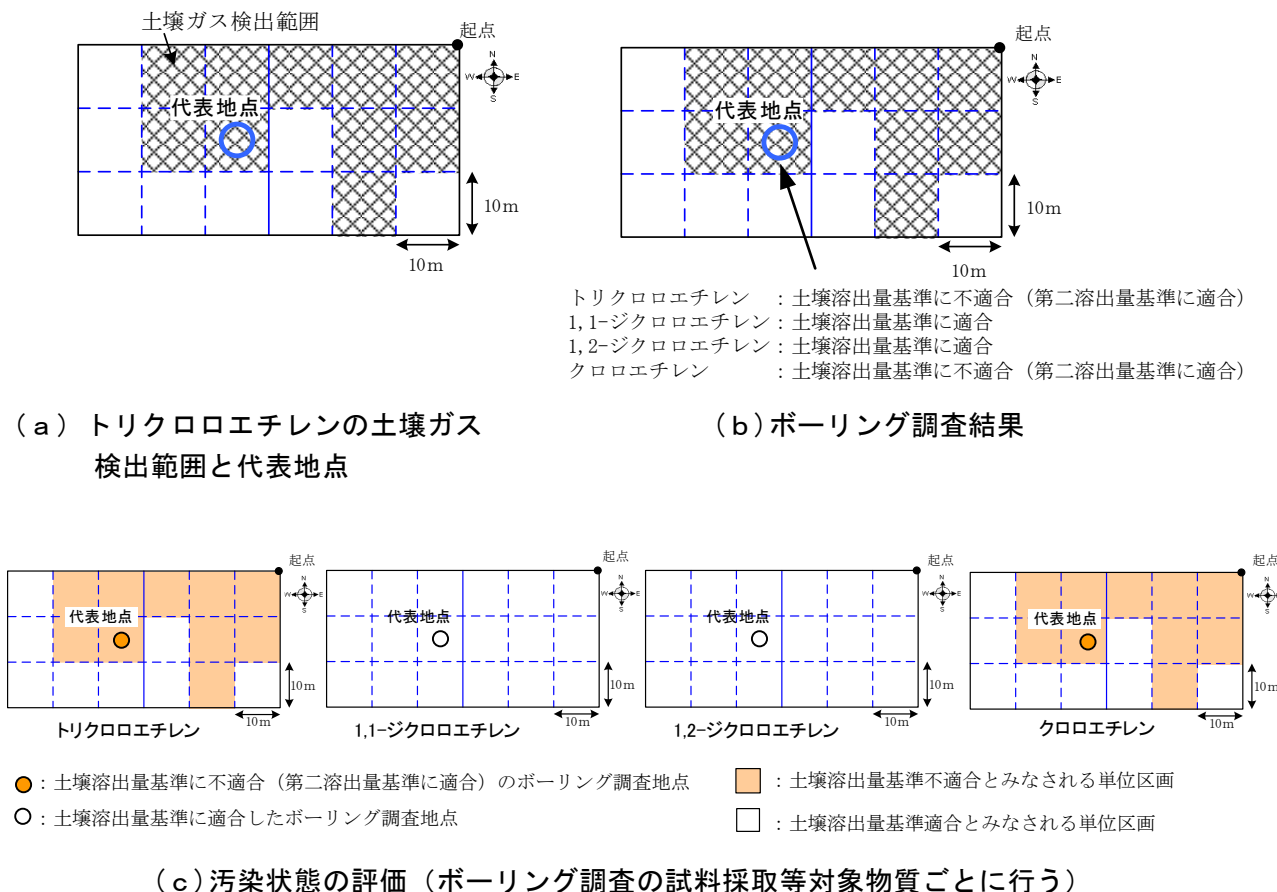 土壌ガス検出範囲
起点
N
W E
S
代表地点
10m
10m
起点
N
W E
S
代表地点
10m
10m
トリクロロエチレン :土壌溶出量基準に不適合(第二溶出量基準に適合)
1,1-ジクロロエチレン:土壌溶出量基準に適合
1,2-ジクロロエチレン:土壌溶出量基準に適合
クロロエチレン :土壌溶出量基準に不適合(第二溶出量基準に適合)
(a)トリクロロエチレンの土壌ガス
検出範囲と代表地点
(b)ボーリング調査結果
起点
N
W E
S
代表地点
10m
10m
トリクロロエチレン
起点
N
W E
S
代表地点
10m
10m
1,1-ジクロロエチレン
起点
N
W E
S
代表地点
10m
10m
1,2-ジクロロエチレン
起点
N
W E
S
代表地点
10m
10m
クロロエチレン
:土壌溶出量基準に不適合(第二溶出量基準に適合)のボーリング調査地点
:土壌溶出量基準に適合したボーリング調査地点
:土壌溶出量基準不適合とみなされる単位区画
:土壌溶出量基準適合とみなされる単位区画
(c)汚染状態の評価(ボーリング調査の試料採取等対象物質ごとに行う)